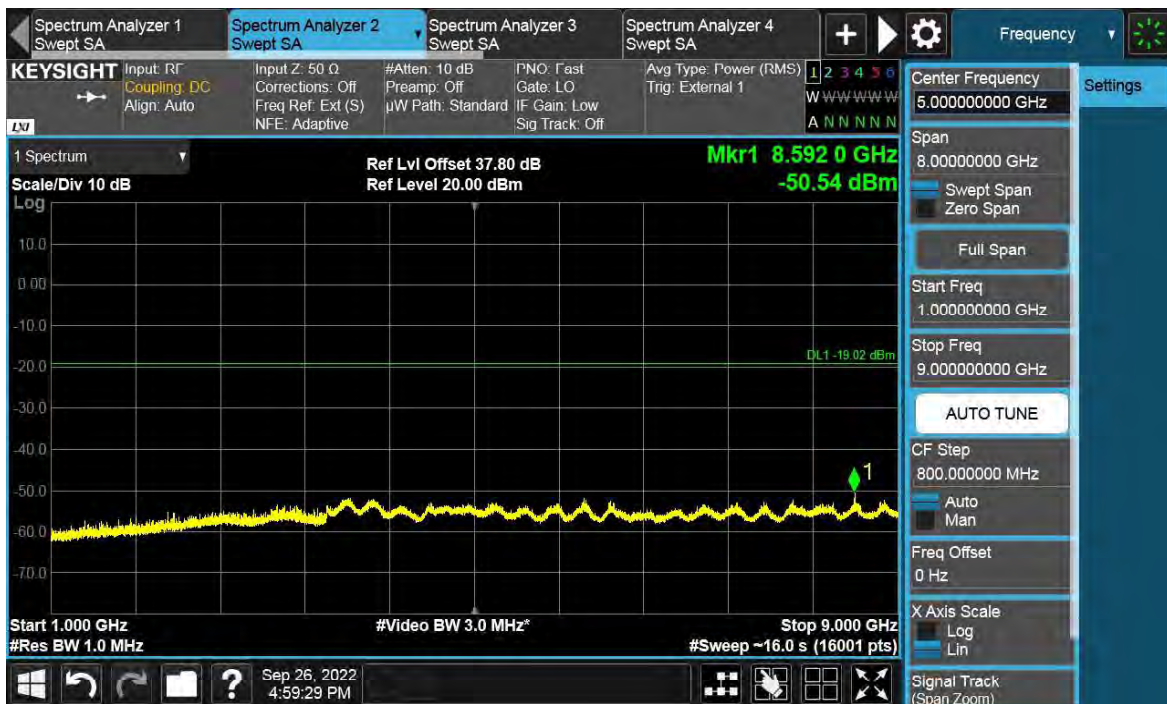 Spectrum Analyzer 1
Swept SA
Spectrum Analyzer 2
Swept SA
Spectrum Analyzer 3
Swept SA
Spectrum Analyzer 4
Swept SA
+
Frequency
KEYSIGHT
LXI
Input: RF
Coupling: DC
Align: Auto
Input Z: 50 Ω
Corrections: Off
Freq Ref: Ext (S)
NFE: Adaptive
#Atten: 10 dB
Preamp: Off
µW Path: Standard
PNO: Fast
Gate: LO
IF Gain: Low
Sig Track: Off
Avg Type: Power (RMS)
Trig: External 1
1 2 3 4 5 6
W W W W W W
A N N N N N
1 Spectrum
Scale/Div 10 dB
Log
Ref Lvl Offset 37.80 dB
Ref Level 20.00 dBm
Mkr1 8.592 0 GHz
-50.54 dBm
10.0
0.00
-10.0
-20.0
-30.0
-40.0
-50.0
-60.0
-70.0
DL1 -19.02 dBm
1
Start 1.000 GHz
#Res BW 1.0 MHz
#Video BW 3.0 MHz*
Stop 9.000 GHz
#Sweep ~16.0 s (16001 pts)
Center Frequency
5.000000000 GHz
Span
8.00000000 GHz
Swept Span
Zero Span
Full Span
Start Freq
1.000000000 GHz
Stop Freq
9.000000000 GHz
AUTO TUNE
CF Step
800.000000 MHz
Auto
Man
Freq Offset
0 Hz
X Axis Scale
Log
Lin
Signal Track
(Span Zoom)
Settings
?
Sep 26, 2022
4:59:29 PM